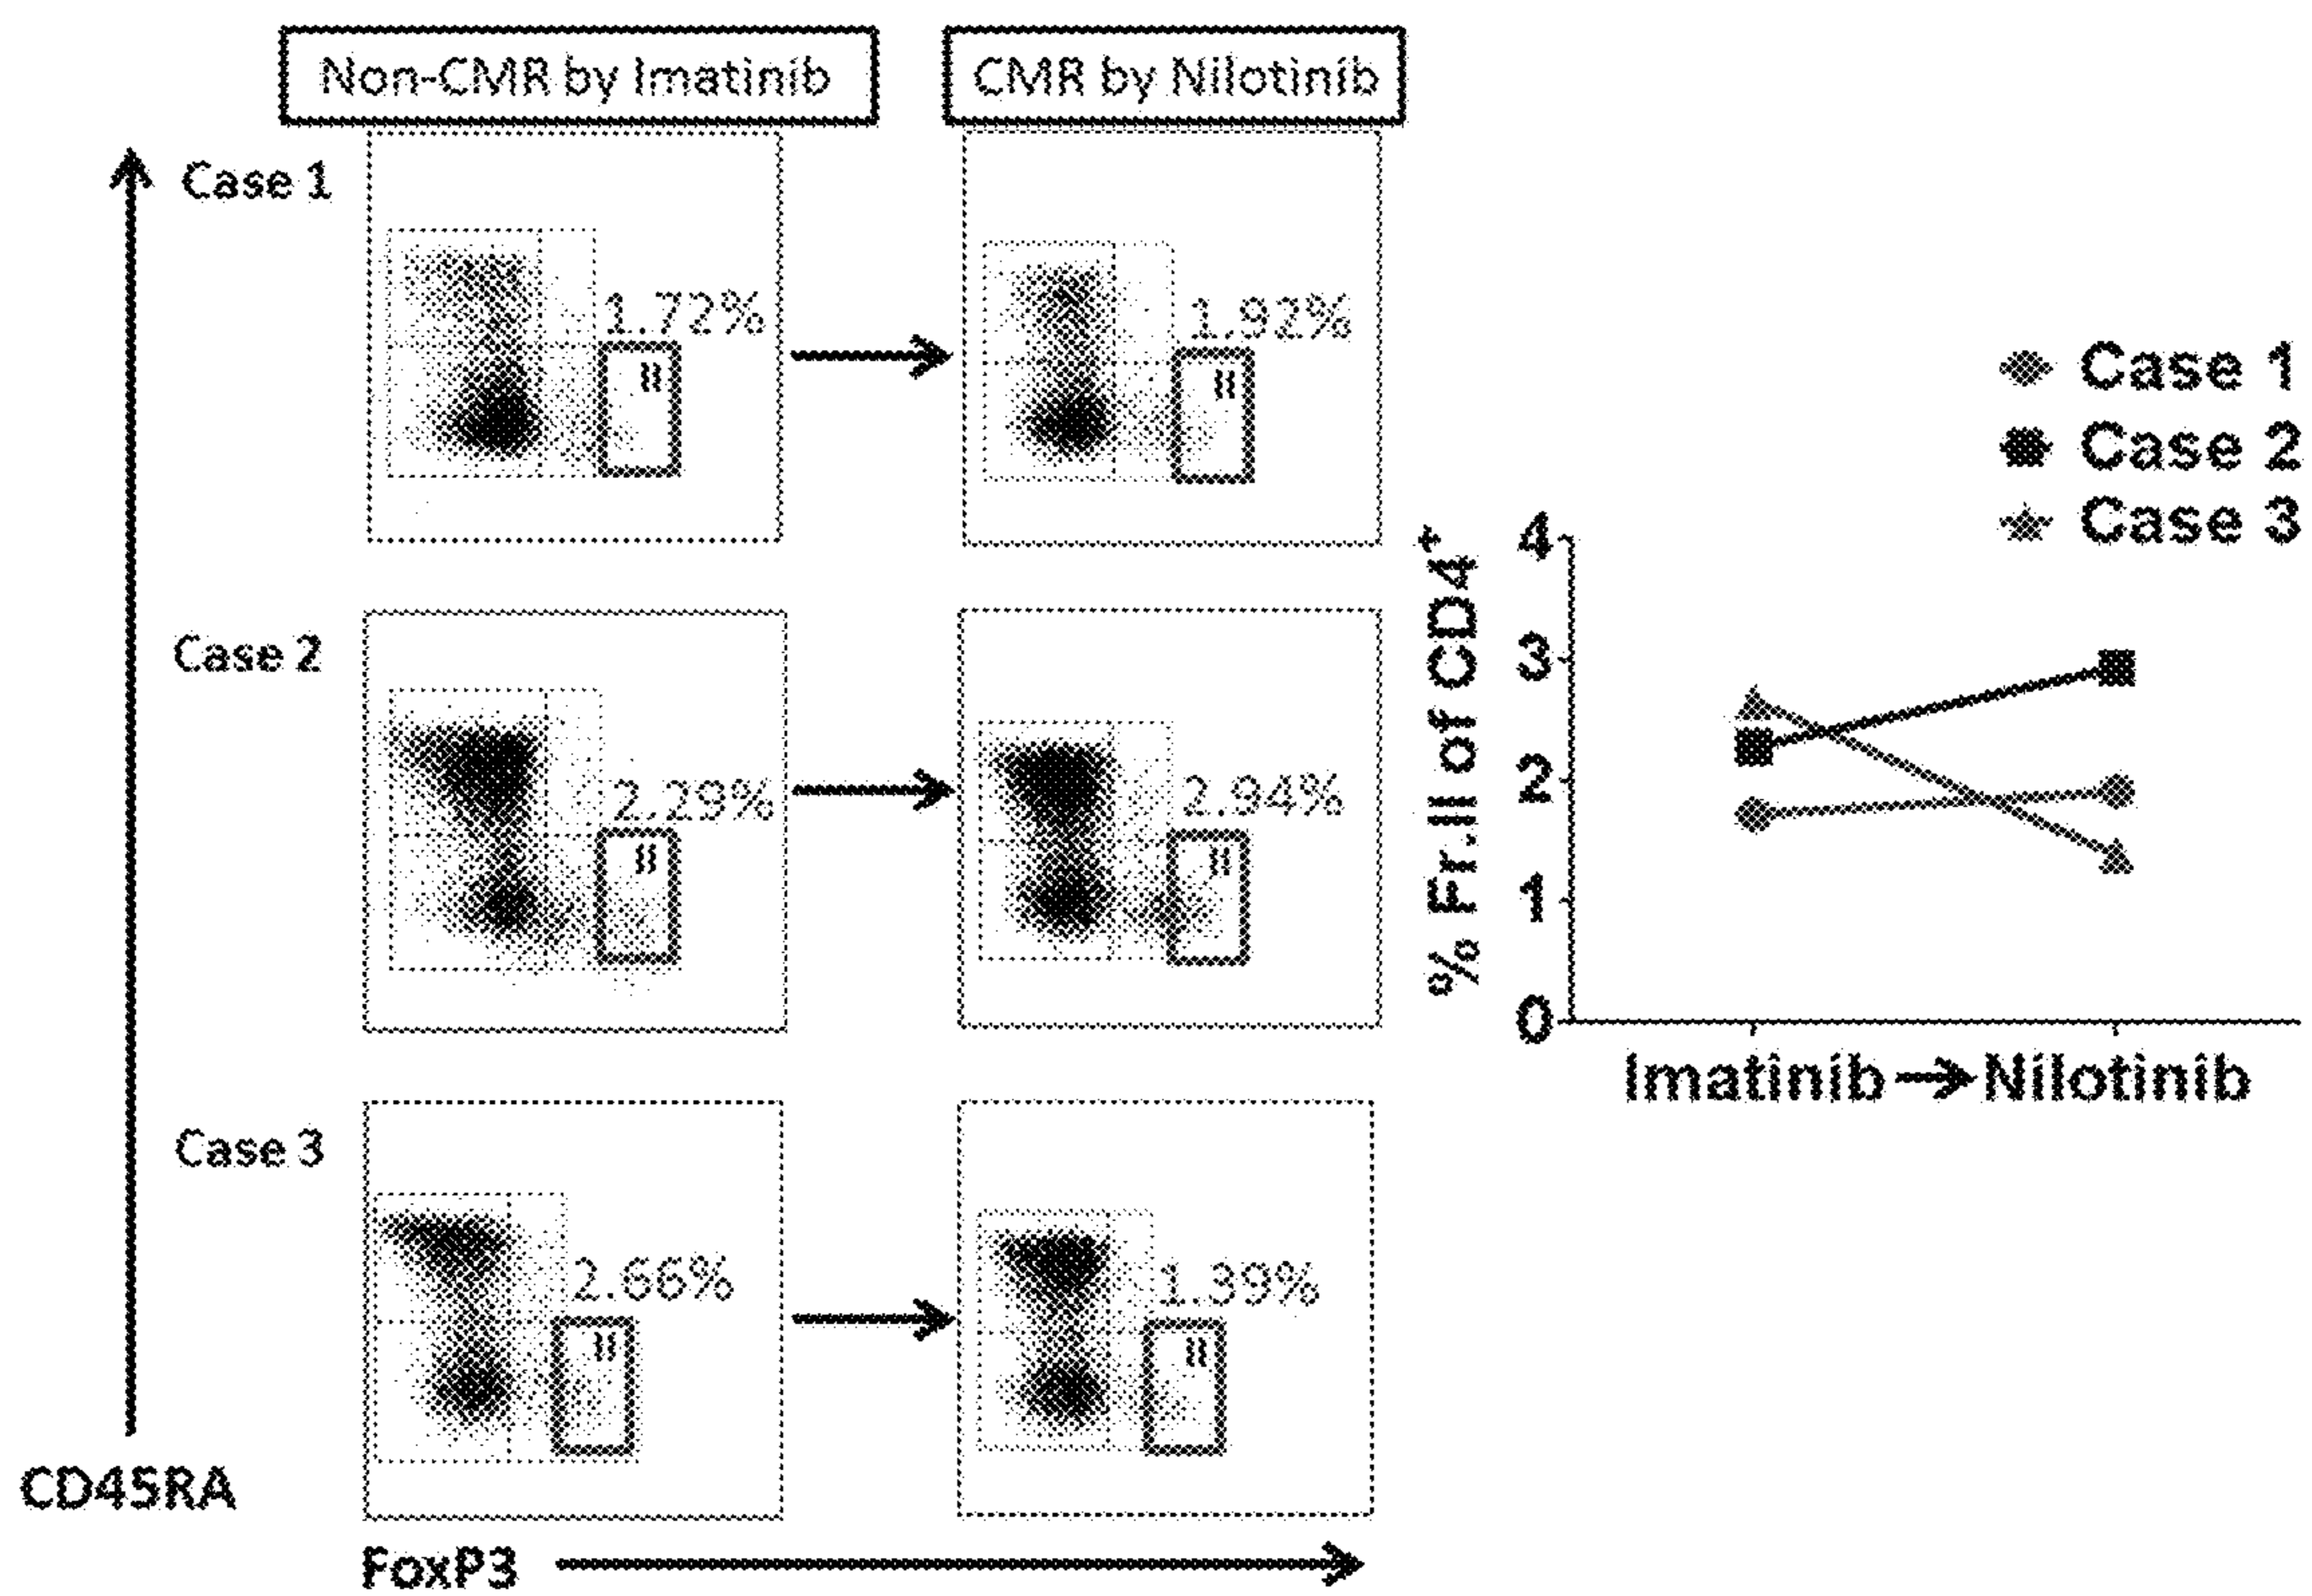 Non-CMR by Imatinib
CMR by Nilotinib
Case 1
1.72%
II
1.92%
II
Case 2
2.29%
II
2.94%
II
Case 3
2.66%
II
1.39%
II
CD45RA
FoxP3
Case 1
Case 2
Case 3
% Fr.II of CD4+
4
3
2
1
0
Imatinib → Nilotinib